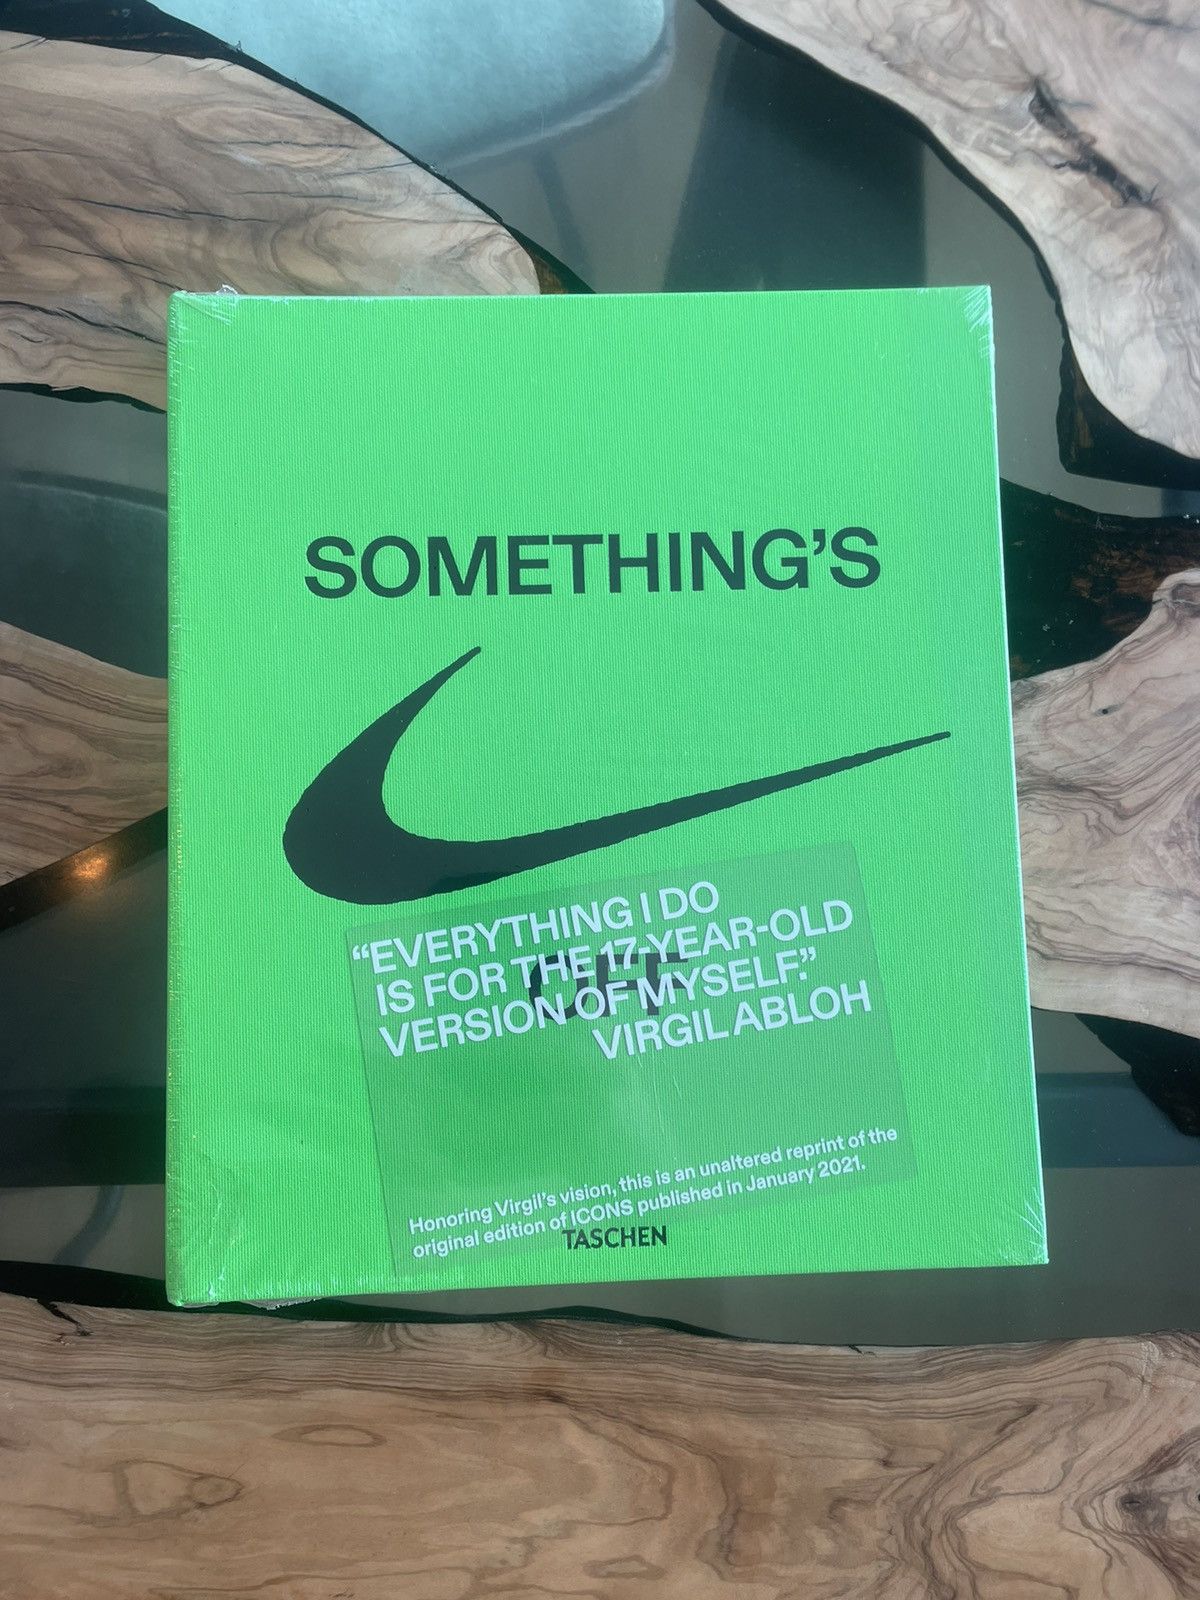 SOMETHING'S
“EVERYTHING I DO
IS FOR THE 17-YEAR-OLD
VERSION OF MYSELF.”
VIRGIL ABLOH
OFF
Honoring Virgil's vision, this is an unaltered reprint of the
original edition of ICONS published in January 2021.
TASCHEN